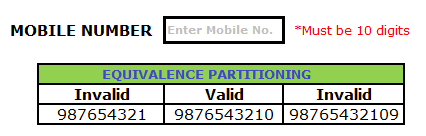 MOBILE NUMBER Enter Mobile No. *Must be 10 digits
EQUIVALENCE PARTITIONING
Invalid Valid Invalid
987654321 9876543210 98765432109